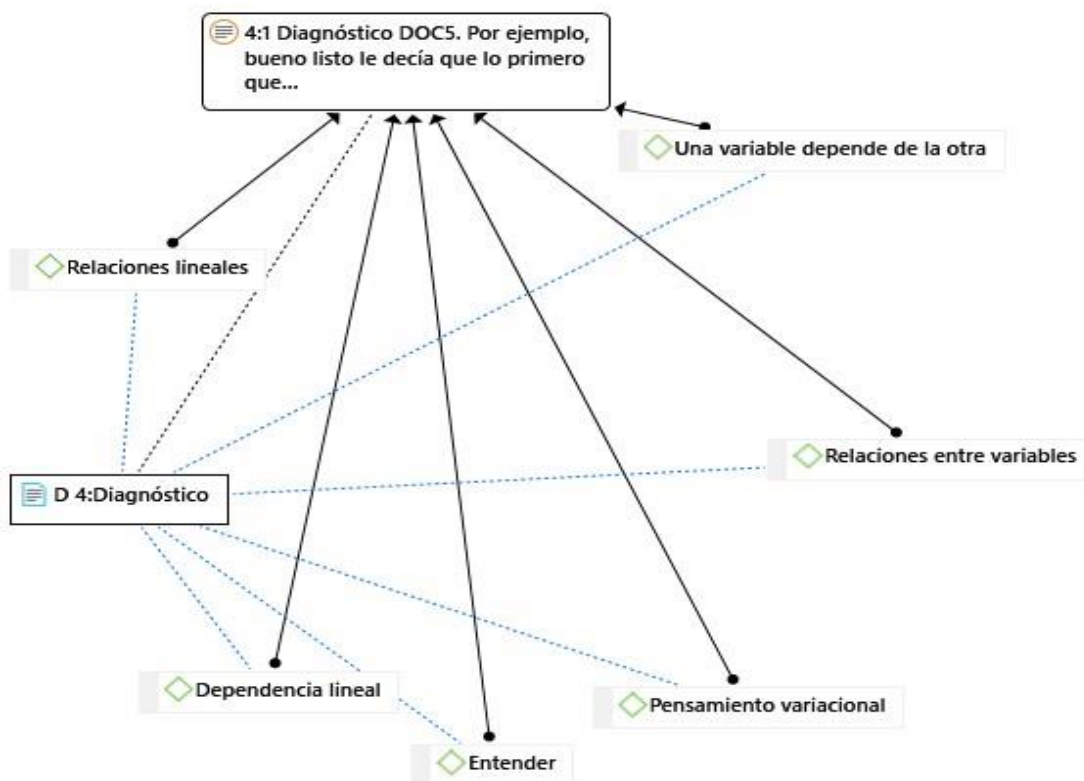 4:1 Diagnóstico DOC5. Por ejemplo,
bueno listo le decía que lo primero
que...
Una variable depende de la otra
Relaciones lineales
Relaciones entre variables
D 4:Diagnóstico
Dependencia lineal
Pensamiento variacional
Entender